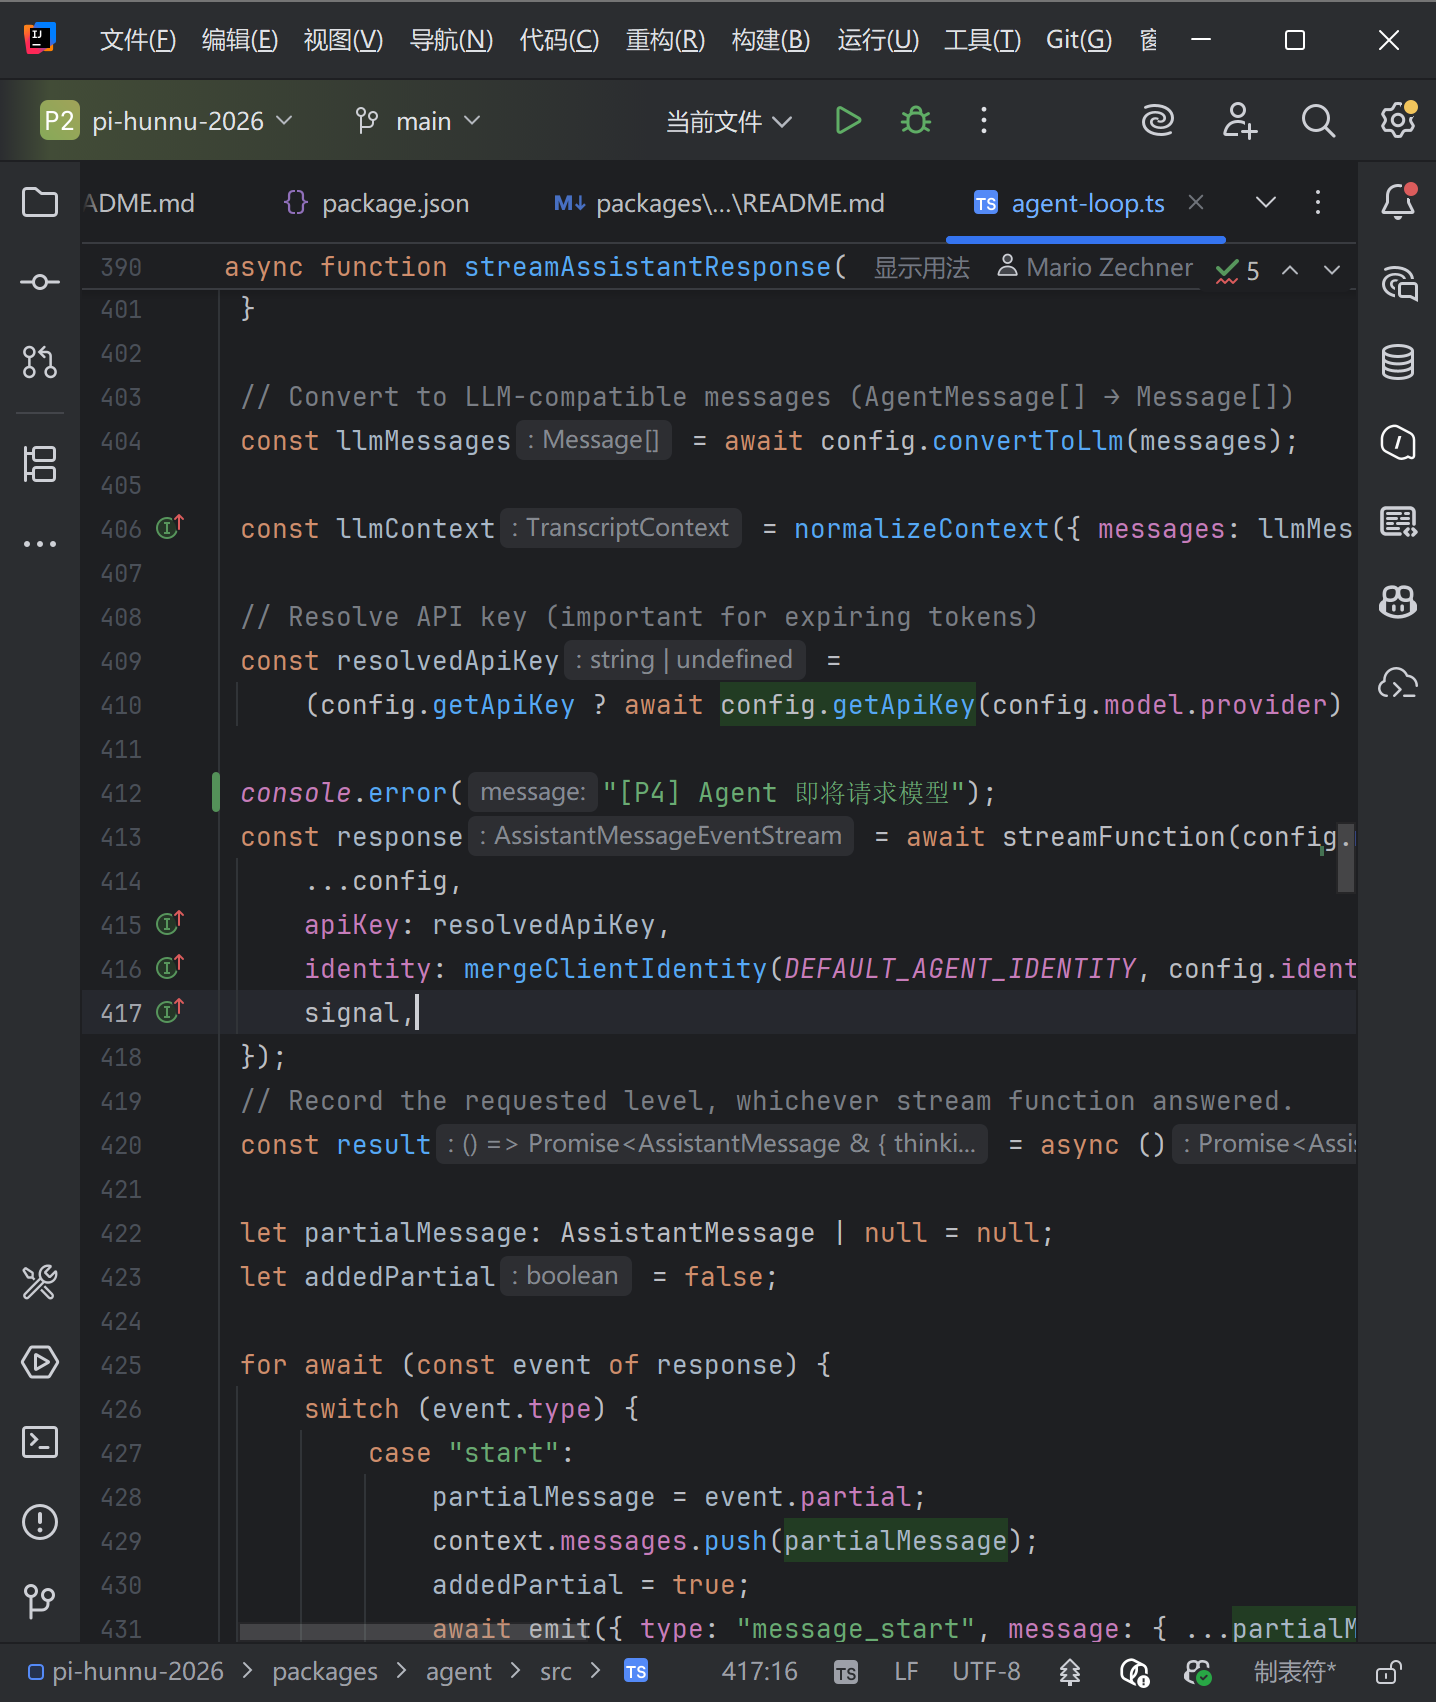 文件(F) 编辑(E) 视图(V) 导航(N) 代码(C) 重构(R) 构建(B) 运行(U) 工具(T) Git(G) 窗
P2 pi-hunnu-2026 main 当前文件
ADME.md package.json packages\...\README.md agent-loop.ts
390 async function streamAssistantResponse( 显示用法 Mario Zechner 5
401 }
402
403 // Convert to LLM-compatible messages (AgentMessage[] → Message[])
404 const llmMessages : Message[] = await config.convertToLlm(messages);
405
406 const llmContext : TranscriptContext = normalizeContext({ messages: llmMes
407
408 // Resolve API key (important for expiring tokens)
409 const resolvedApiKey : string | undefined =
410 (config.getApiKey ? await config.getApiKey(config.model.provider)
411
412 console.error( message: "[P4] Agent 即将请求模型");
413 const response : AssistantMessageEventStream = await streamFunction(config.
414 ...config,
415 apiKey: resolvedApiKey,
416 identity: mergeClientIdentity(DEFAULT_AGENT_IDENTITY, config.ident
417 signal,
418 });
419 // Record the requested level, whichever stream function answered.
420 const result : () => Promise<AssistantMessage & { thinki... = async () : Promise<Assis
421
422 let partialMessage: AssistantMessage | null = null;
423 let addedPartial : boolean = false;
424
425 for await (const event of response) {
426 switch (event.type) {
427 case "start":
428 partialMessage = event.partial;
429 context.messages.push(partialMessage);
430 addedPartial = true;
431 await emit({ type: "message_start", message: { ...partialM
pi-hunnu-2026 > packages > agent > src > TS 417:16 TS LF UTF-8 制表符*